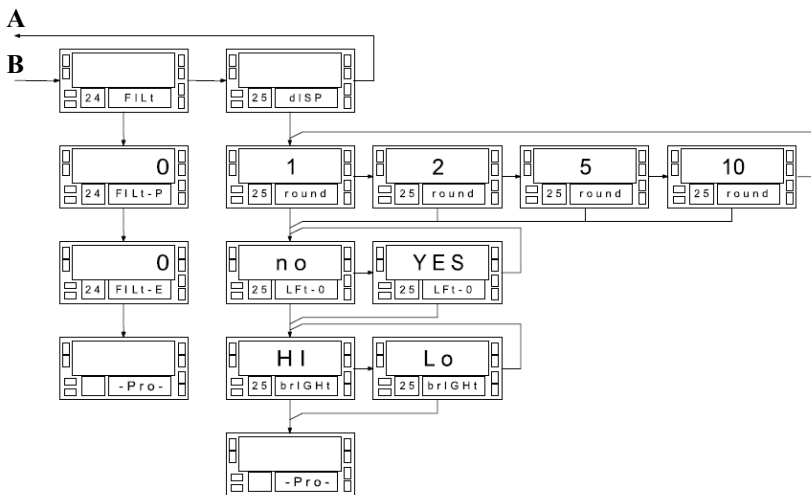 A
B
24 FILt
25 dISP
0
24 FILt-P
1
25 round
2
25 round
5
25 round
10
25 round
0
24 FILt-E
no
25 LFt-0
YES
25 LFt-0
-Pro-
HI
25 brIGHt
Lo
25 brIGHt
-Pro-